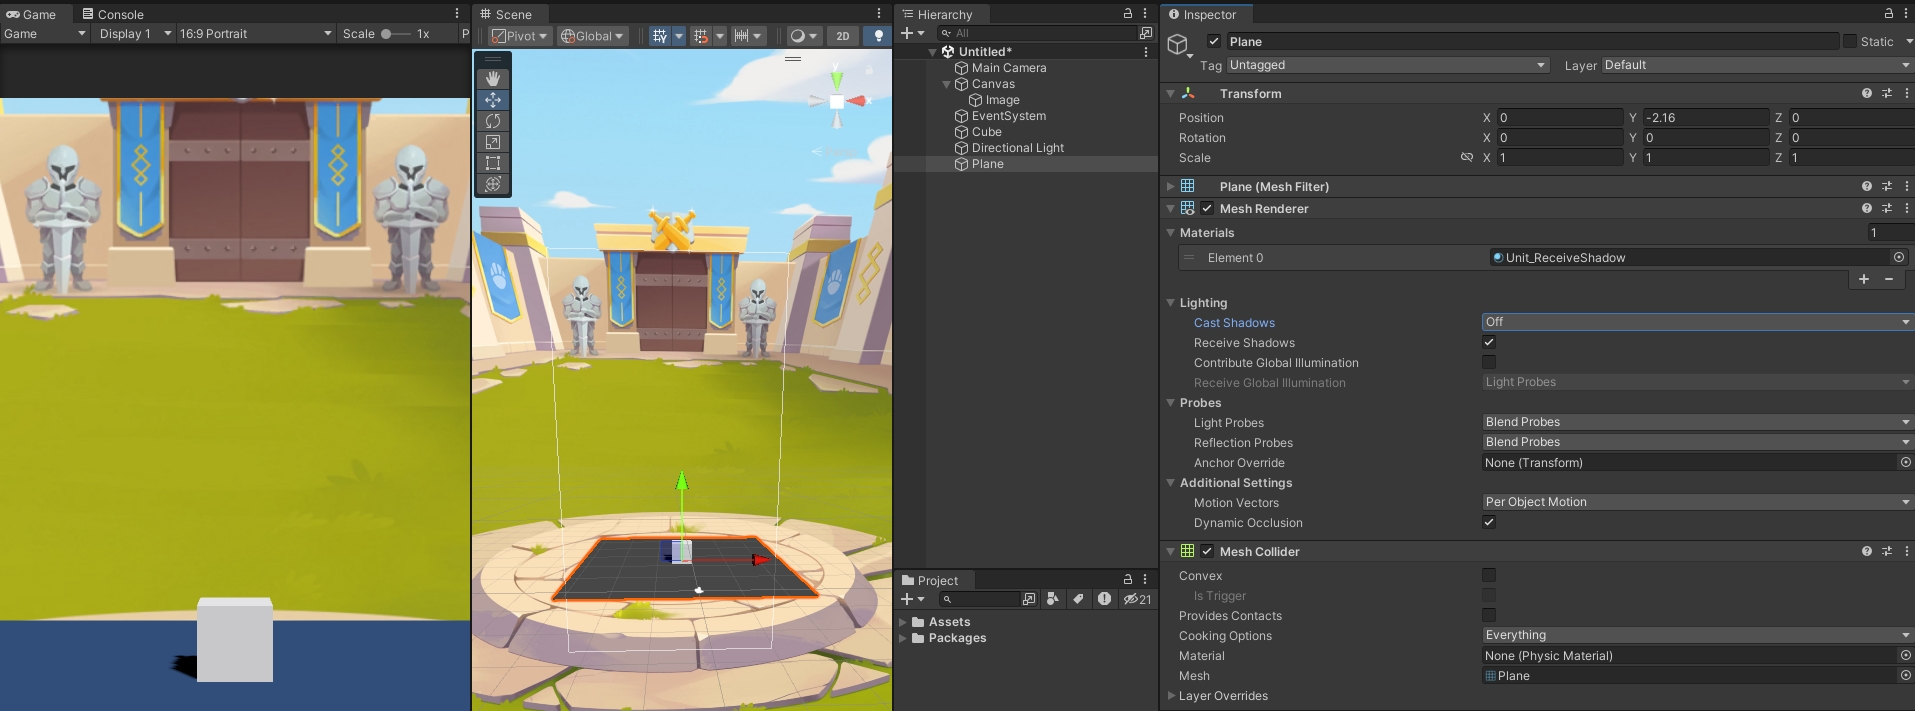 Game
Console
Game
Display 1
16:9 Portrait
Scale
1x
P
Scene
Pivot
Global
2D
y
x
Hierarchy
All
Untitled*
Main Camera
Canvas
Image
EventSystem
Cube
Directional Light
Plane
Project
21
Assets
Packages
Inspector
Plane
Static
Tag
Untagged
Layer
Default
Transform
Position X 0 Y -2.16 Z 0
Rotation X 0 Y 0 Z 0
Scale X 1 Y 1 Z 1
Plane (Mesh Filter)
Mesh Renderer
Materials 1
Element 0 Unit_ReceiveShadow
+ −
Lighting
Cast Shadows Off
Receive Shadows
Contribute Global Illumination
Receive Global Illumination Light Probes
Probes
Light Probes Blend Probes
Reflection Probes Blend Probes
Anchor Override None (Transform)
Additional Settings
Motion Vectors Per Object Motion
Dynamic Occlusion
Mesh Collider
Convex
Is Trigger
Provides Contacts
Cooking Options Everything
Material None (Physic Material)
Mesh Plane
Layer Overrides